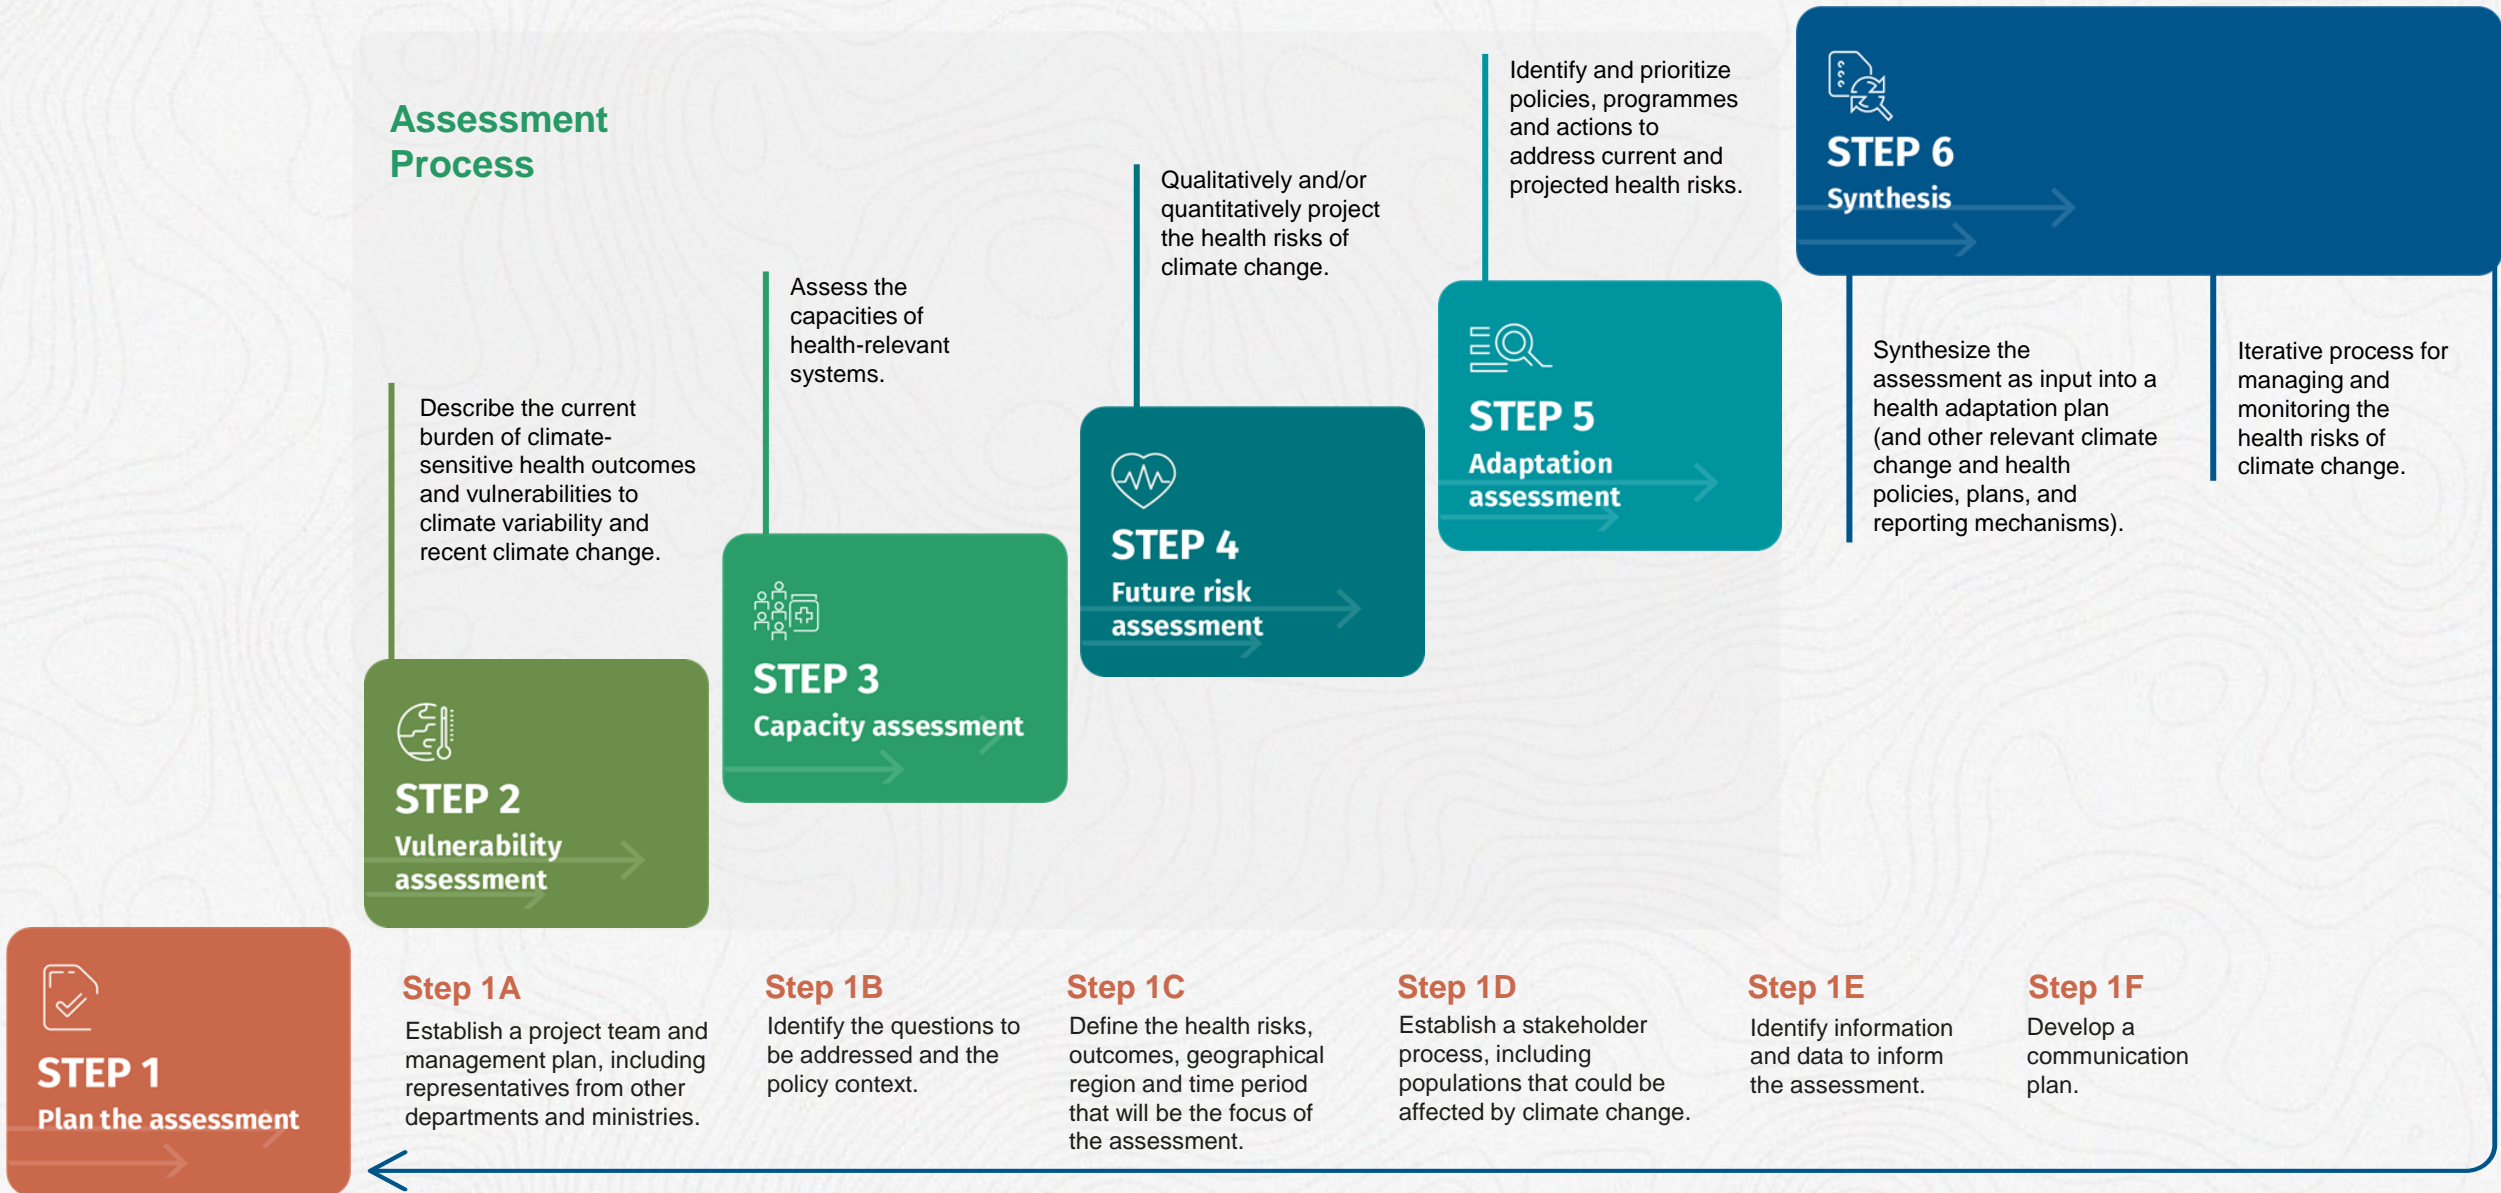 Assessment
Process
STEP 1
Plan the assessment
Step 1A
Establish a project team and
management plan, including
representatives from other
departments and ministries.
Step 1B
Identify the questions to
be addressed and the
policy context.
Step 1C
Define the health risks,
outcomes, geographical
region and time period
that will be the focus of
the assessment.
Step 1D
Establish a stakeholder
process, including
populations that could be
affected by climate change.
Step 1E
Identify information
and data to inform
the assessment.
Step 1F
Develop a
communication
plan.
STEP 2
Vulnerability
assessment
Describe the current
burden of climate-
sensitive health outcomes
and vulnerabilities to
climate variability and
recent climate change.
STEP 3
Capacity assessment
Assess the
capacities of
health-relevant
systems.
STEP 4
Future risk
assessment
Qualitatively and/or
quantitatively project
the health risks of
climate change.
STEP 5
Adaptation
assessment
Identify and prioritize
policies, programmes
and actions to
address current and
projected health risks.
STEP 6
Synthesis
Synthesize the
assessment as input into a
health adaptation plan
(and other relevant climate
change and health
policies, plans, and
reporting mechanisms).
Iterative process for
managing and
monitoring the
health risks of
climate change.